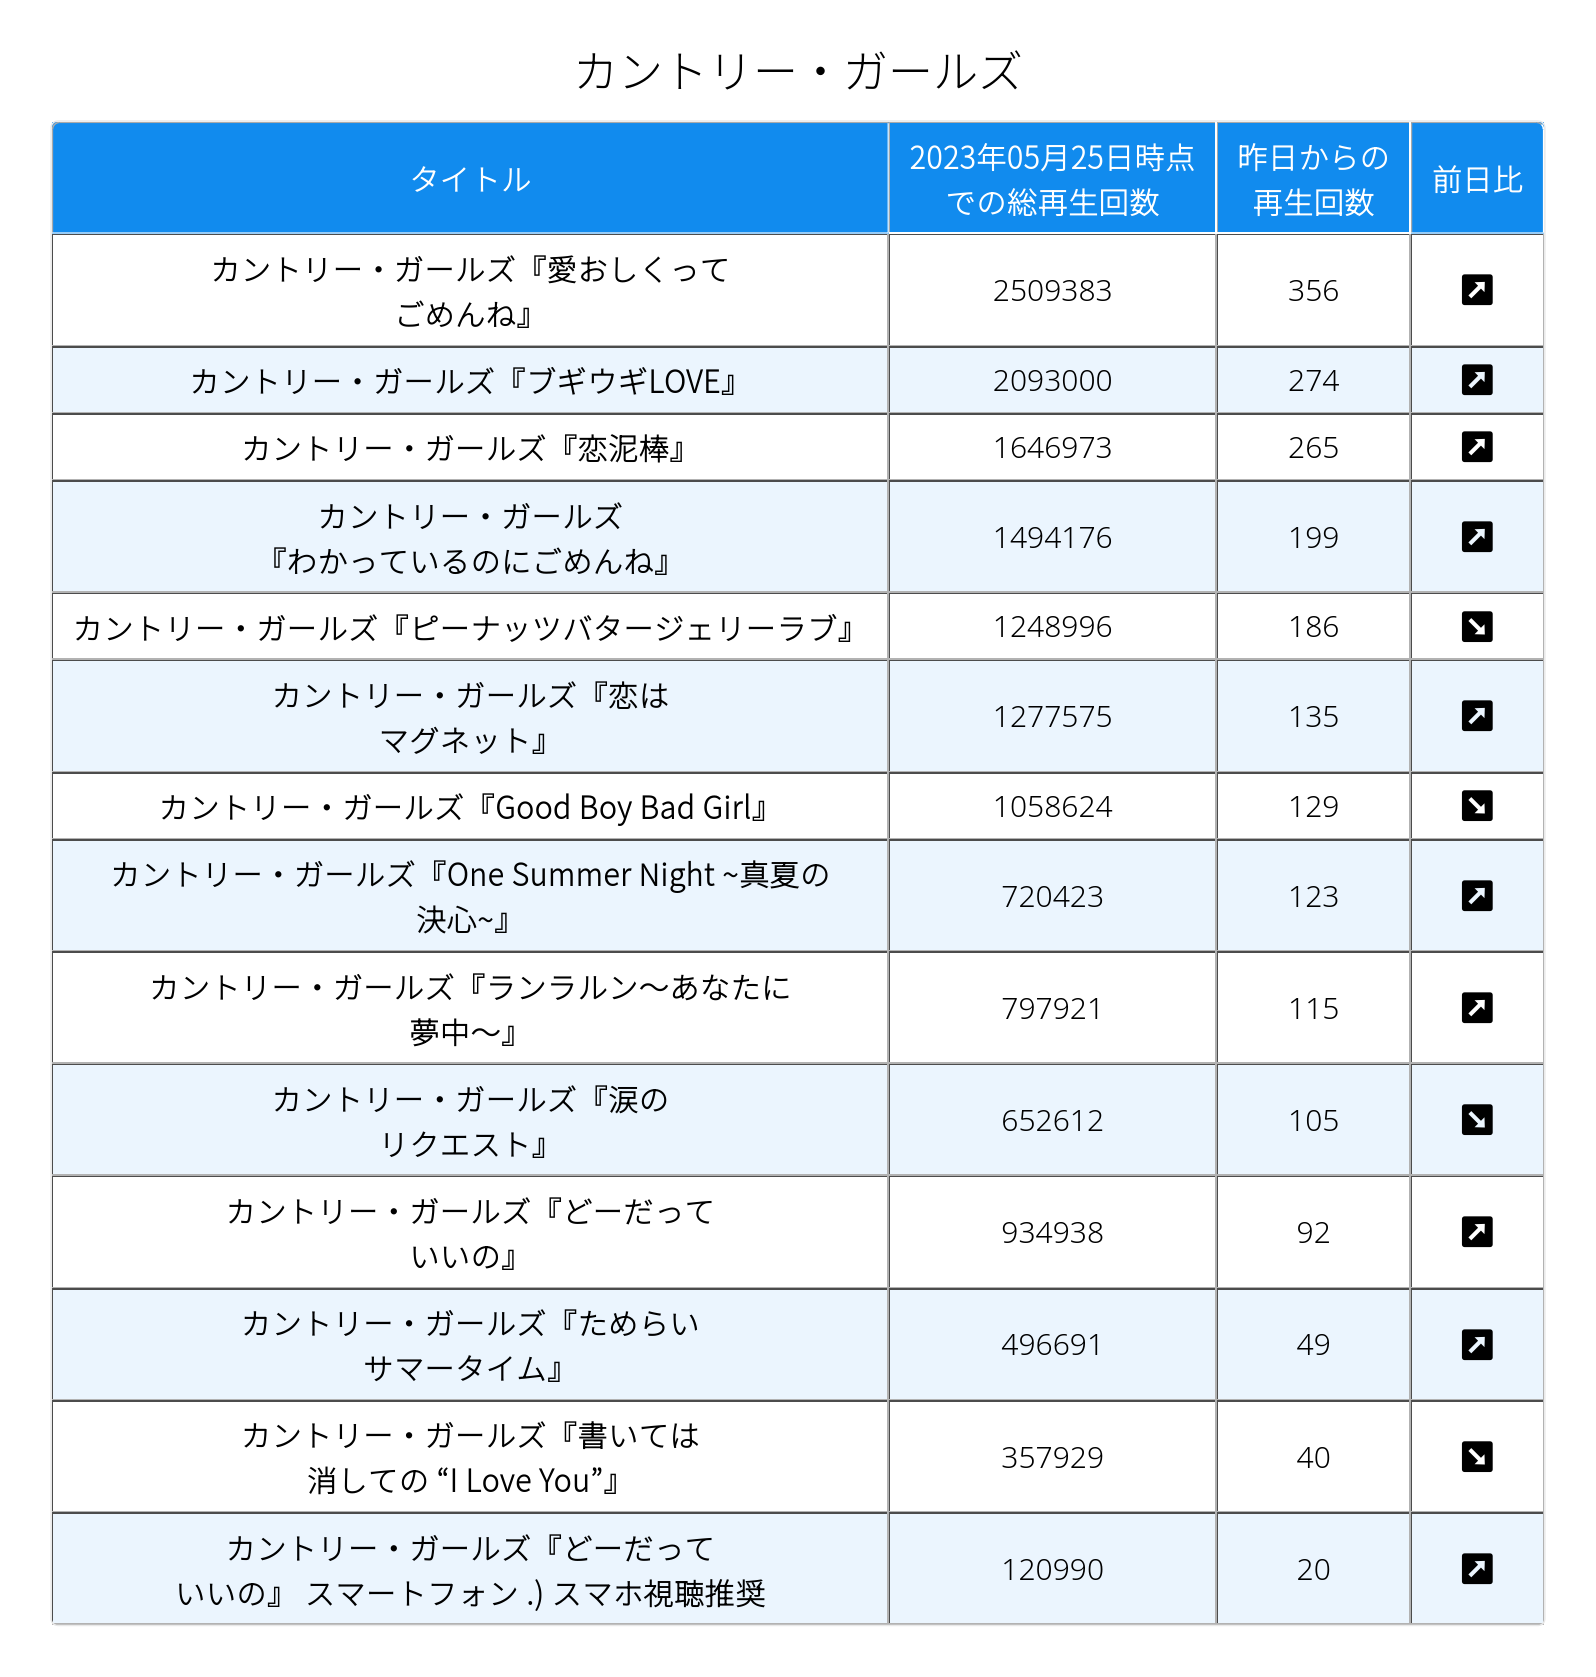 カントリー・ガールズ
タイトル
2023年05月25日時点
での総再生回数
昨日からの
再生回数
前日比
カントリー・ガールズ『愛おしくって
ごめんね』
2509383
356
カントリー・ガールズ『ブギウギLOVE』
2093000
274
カントリー・ガールズ『恋泥棒』
1646973
265
カントリー・ガールズ
『わかっているのにごめんね』
1494176
199
カントリー・ガールズ『ピーナッツバタージェリーラブ』
1248996
186
カントリー・ガールズ『恋は
マグネット』
1277575
135
カントリー・ガールズ『Good Boy Bad Girl』
1058624
129
カントリー・ガールズ『One Summer Night ~真夏の
決心~』
720423
123
カントリー・ガールズ『ランラルン〜あなたに
夢中〜』
797921
115
カントリー・ガールズ『涙の
リクエスト』
652612
105
カントリー・ガールズ『どーだって
いいの』
934938
92
カントリー・ガールズ『ためらい
サマータイム』
496691
49
カントリー・ガールズ『書いては
消しての “I Love You”』
357929
40
カントリー・ガールズ『どーだって
いいの』 スマートフォン .) スマホ視聴推奨
120990
20